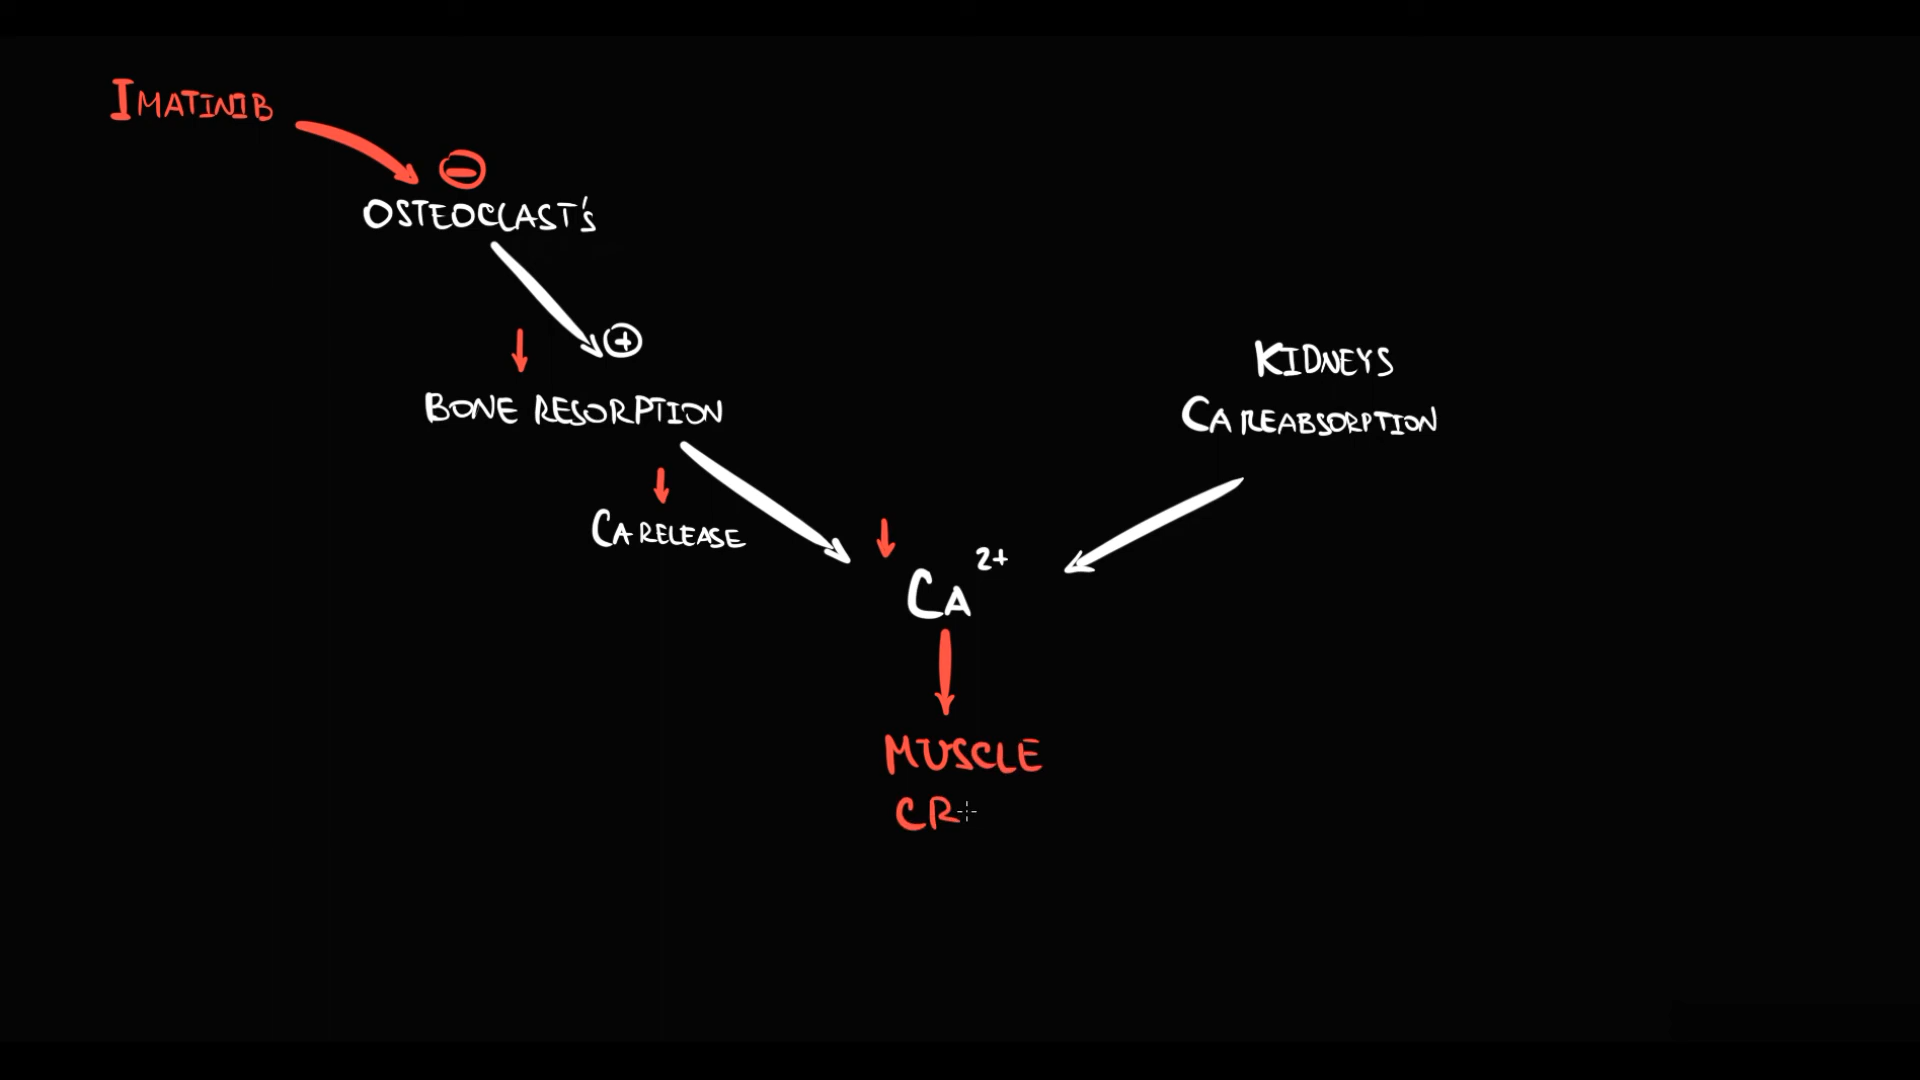 IMATINIB
OSTEOCLAST'S
BONE RESORPTION
CA RELEASE
KIDNEYS
CA REABSORPTION
CA 2+
MUSCLE
CR